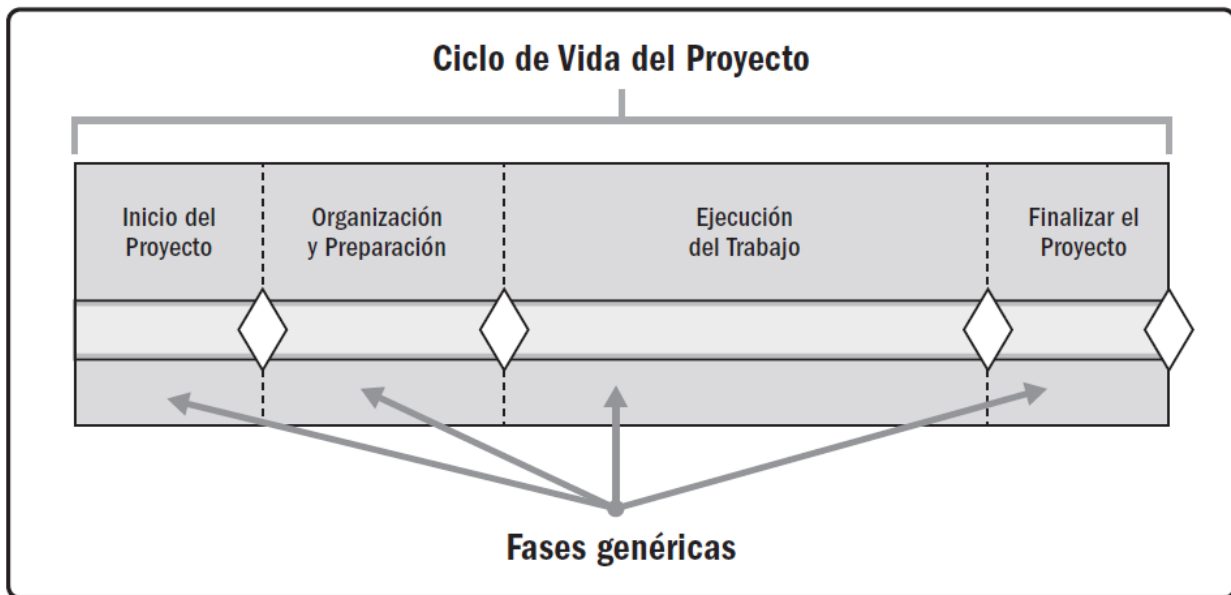 Ciclo de Vida del Proyecto
Inicio del
Proyecto
Organización
y Preparación
Ejecución
del Trabajo
Finalizar el
Proyecto
Fases genéricas